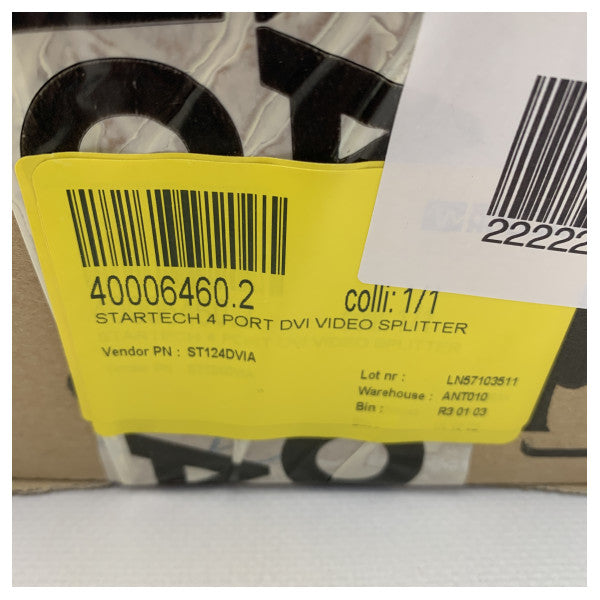 22222
40006460.2 colli: 1/1
STARTECH 4 PORT DVI VIDEO SPLITTER
Vendor PN : ST124DVIA
Lot nr : LN57103511
Warehouse : ANT010
Bin : R3 01 03